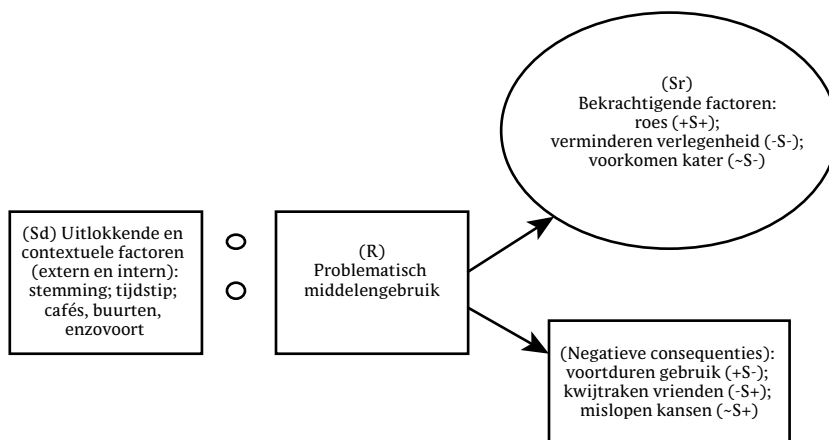 (Sd) Uitlokkende en
contextuele factoren
(extern en intern):
stemming; tijdstip;
cafés, buurten,
enzovoort
(R)
Problematisch
middelengebruik
(Sr)
Bekrachtigende factoren:
roes (+S+);
verminderen verlegenheid (-S-);
voorkomen kater (~S-)
(Negatieve consequenties):
voortduren gebruik (+S-);
kwijtraken vrienden (-S+);
mislopen kansen (~S+)